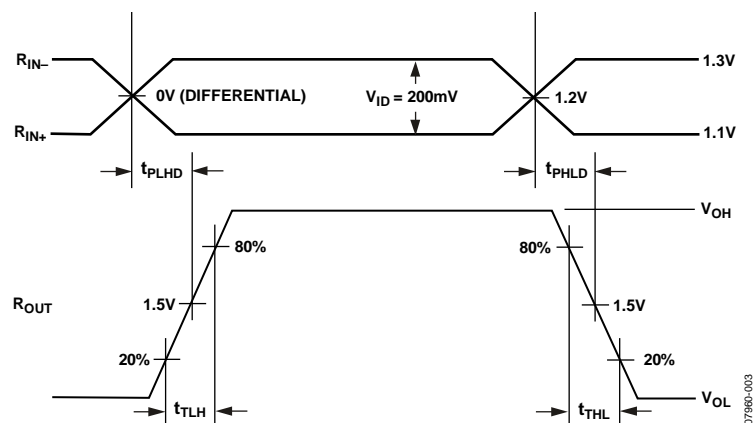 RIN–
1.3V
0V (DIFFERENTIAL)
VID = 200mV
1.2V
RIN+
1.1V
tPLHD
tPHLD
VOH
80%
80%
ROUT
1.5V
1.5V
20%
20%
VOL
tTLH
tTHL
07960-003